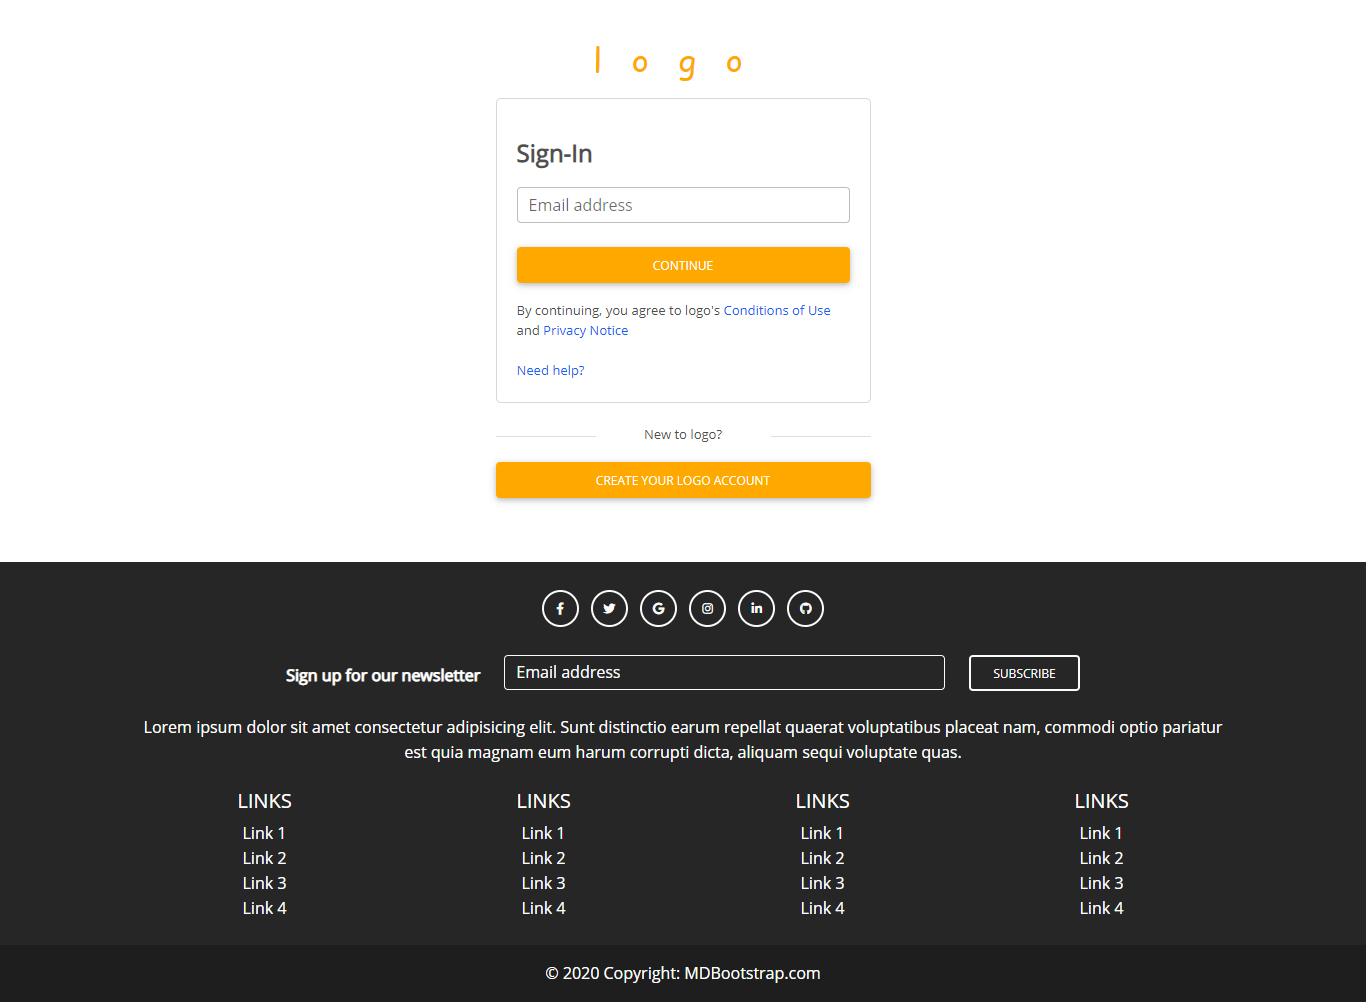 logo
Sign-In
Email address
CONTINUE
By continuing, you agree to logo's Conditions of Use
and Privacy Notice
Need help?
New to logo?
CREATE YOUR LOGO ACCOUNT
Sign up for our newsletter
Email address
SUBSCRIBE
Lorem ipsum dolor sit amet consectetur adipisicing elit. Sunt distinctio earum repellat quaerat voluptatibus placeat nam, commodi optio pariatur
est quia magnam eum harum corrupti dicta, aliquam sequi voluptate quas.
LINKS
Link 1
Link 2
Link 3
Link 4
LINKS
Link 1
Link 2
Link 3
Link 4
LINKS
Link 1
Link 2
Link 3
Link 4
LINKS
Link 1
Link 2
Link 3
Link 4
© 2020 Copyright: MDBootstrap.com